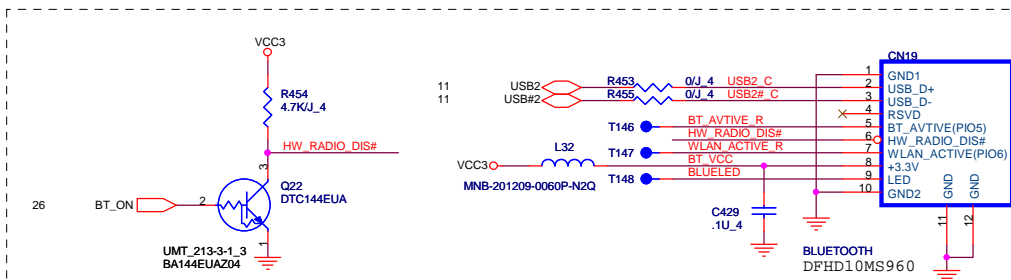 VCC3
R454
4.7K/J_4
HW_RADIO_DIS#
3
Q22
DTC144EUA
26
BT_ON
2
1
UMT_213-3-1_3
BA144EUAZ04
11
USB2
R453
0/J_4
USB2_C
11
USB#2
R455
0/J_4
USB2#_C
T146
BT_AVTIVE_R
HW_RADIO_DIS#
T147
WLAN_ACTIVE_R
VCC3
L32
BT_VCC
MNB-201209-0060P-N2Q
T148
BLUELED
C429
.1U_4
CN19
1
GND1
2
USB_D+
3
USB_D-
4
RSVD
5
BT_AVTIVE(PIO5)
6
HW_RADIO_DIS#
7
WLAN_ACTIVE(PIO6)
8
+3.3V
9
LED
10
GND2
GND
GND
11
12
BLUETOOTH
DFHD10MS960